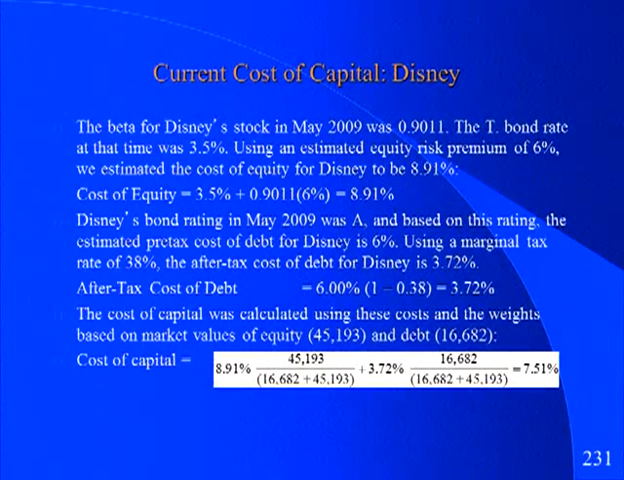 Current Cost of Capital: Disney
The beta for Disney's stock in May 2009 was 0.9011. The T. bond rate
at that time was 3.5%. Using an estimated equity risk premium of 6%,
we estimated the cost of equity for Disney to be 8.91%:
Cost of Equity = 3.5% + 0.9011(6%) = 8.91%
Disney's bond rating in May 2009 was A, and based on this rating, the
estimated pretax cost of debt for Disney is 6%. Using a marginal tax
rate of 38%, the after-tax cost of debt for Disney is 3.72%.
After-Tax Cost of Debt = 6.00% (1 – 0.38) = 3.72%
The cost of capital was calculated using these costs and the weights
based on market values of equity (45,193) and debt (16,682):
Cost of capital = 8.91% 45,193 / (16,682 + 45,193) + 3.72% 16,682 / (16,682 + 45,193) = 7.51%
231